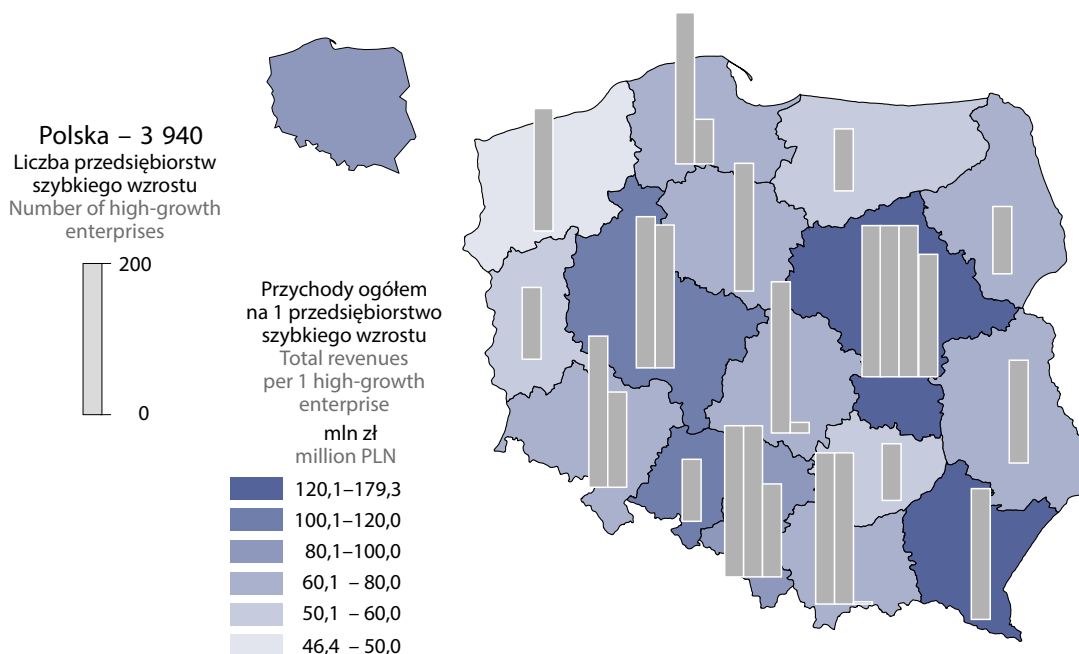 Polska – 3 940
Liczba przedsiębiorstw
szybkiego wzrostu
Number of high-growth
enterprises
200
0
Przychody ogółem
na 1 przedsiębiorstwo
szybkiego wzrostu
Total revenues
per 1 high-growth
enterprise
mln zł
million PLN
120,1–179,3
100,1–120,0
80,1–100,0
60,1 – 80,0
50,1 – 60,0
46,4 – 50,0